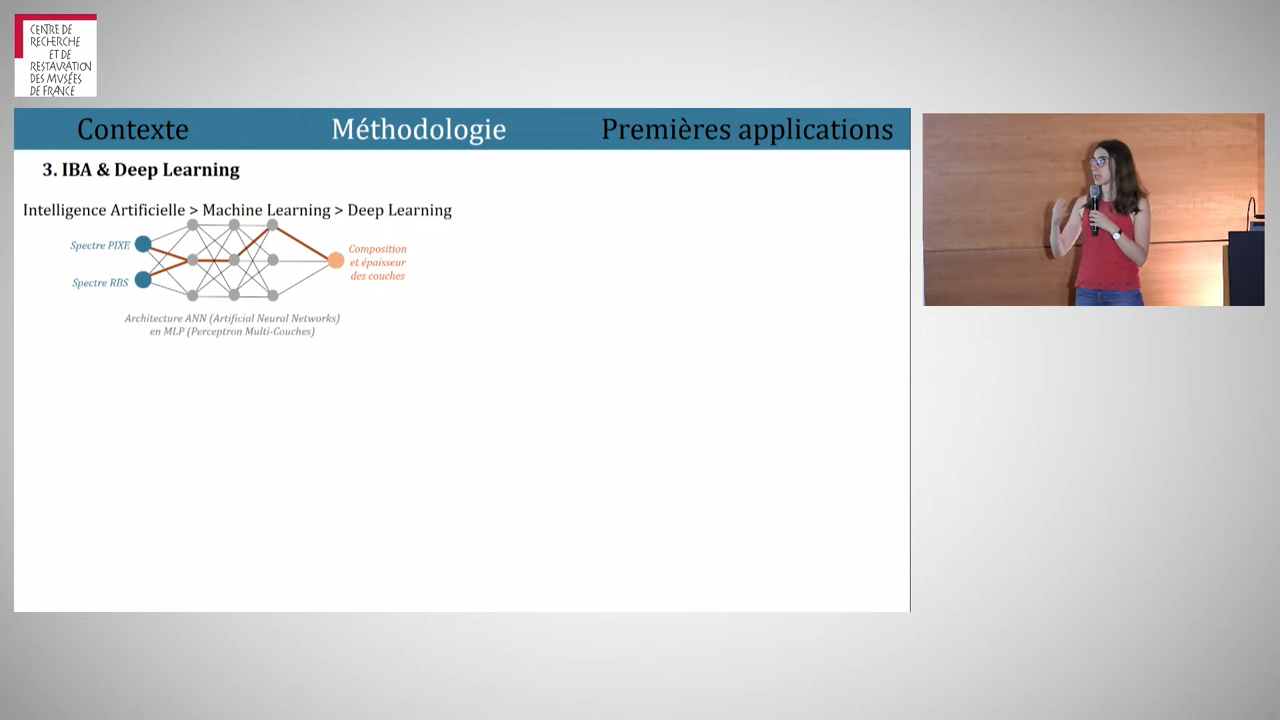 CENTRE DE
RECHERCHE
ET DE
RESTAURATION
DES MUSÉES
DE FRANCE
Contexte
Méthodologie
Premières applications
3. IBA & Deep Learning
Intelligence Artificielle > Machine Learning > Deep Learning
Spectre PIXE
Spectre RBS
Composition
et épaisseur
des couches
Architecture ANN (Artificial Neural Networks)
en MLP (Perceptron Multi-Couches)